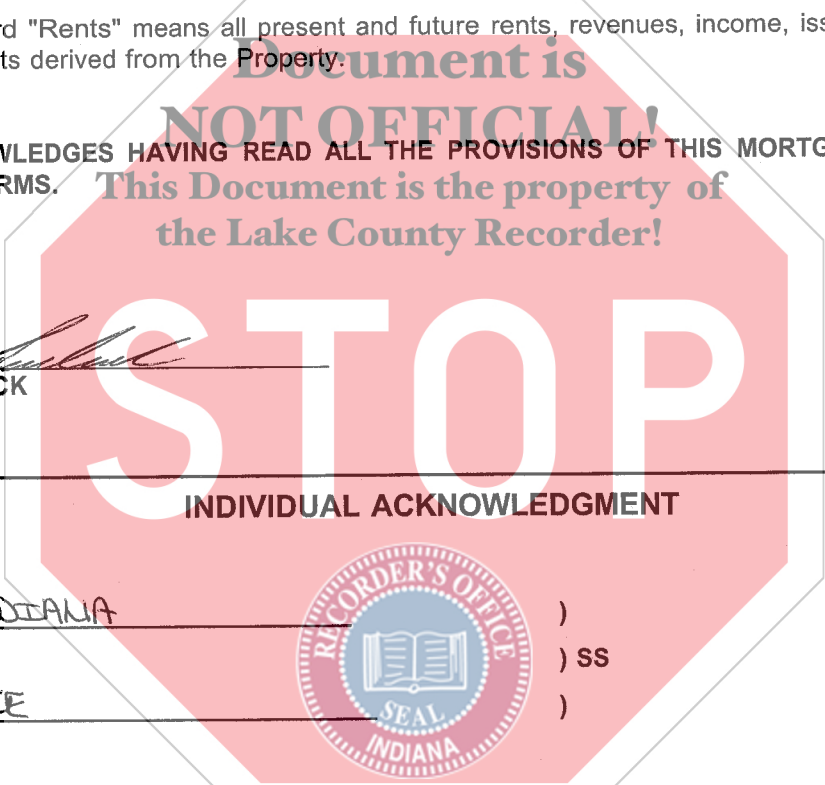 rd "Rents" means all present and future rents, revenues, income, iss
ts derived from the Property.
Document is
NOT OFFICIAL!
WLEDGES HAVING READ ALL THE PROVISIONS OF THIS MORTG
RMS.
This Document is the property of
the Lake County Recorder!
STOP
CK
INDIVIDUAL ACKNOWLEDGMENT
DIANA )
) SS
E )
RECORDER'S OFFICE
SEAL
INDIANA